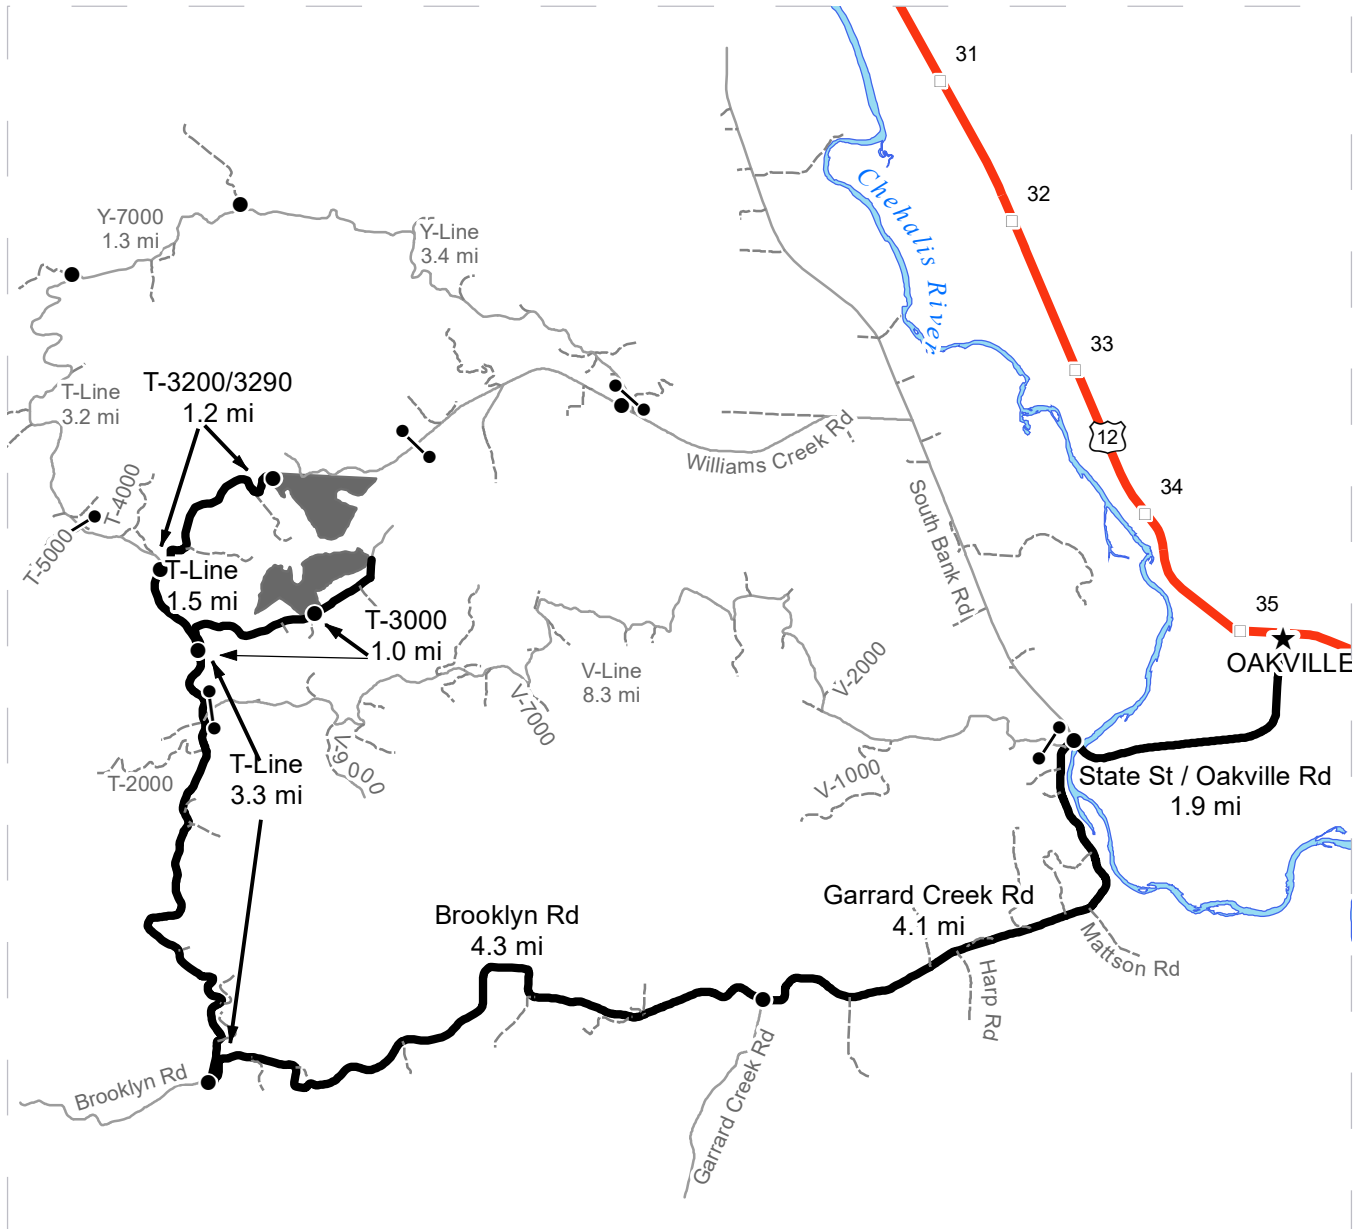 31
32
Chehalis River
Y-7000
1.3 mi
Y-Line
3.4 mi
33
T-3200/3290
1.2 mi
T-Line
3.2 mi
12
Williams Creek Rd
34
T-4000
T-5000
South Bank Rd
T-Line
1.5 mi
35
T-3000
1.0 mi
OAKVILLE
V-Line
8.3 mi
V-2000
V-7000
T-Line
3.3 mi
T-2000
V-9000
V-1000
State St / Oakville Rd
1.9 mi
Garrard Creek Rd
4.1 mi
Brooklyn Rd
4.3 mi
Mattson Rd
Harp Rd
Brooklyn Rd
Garrard Creek Rd